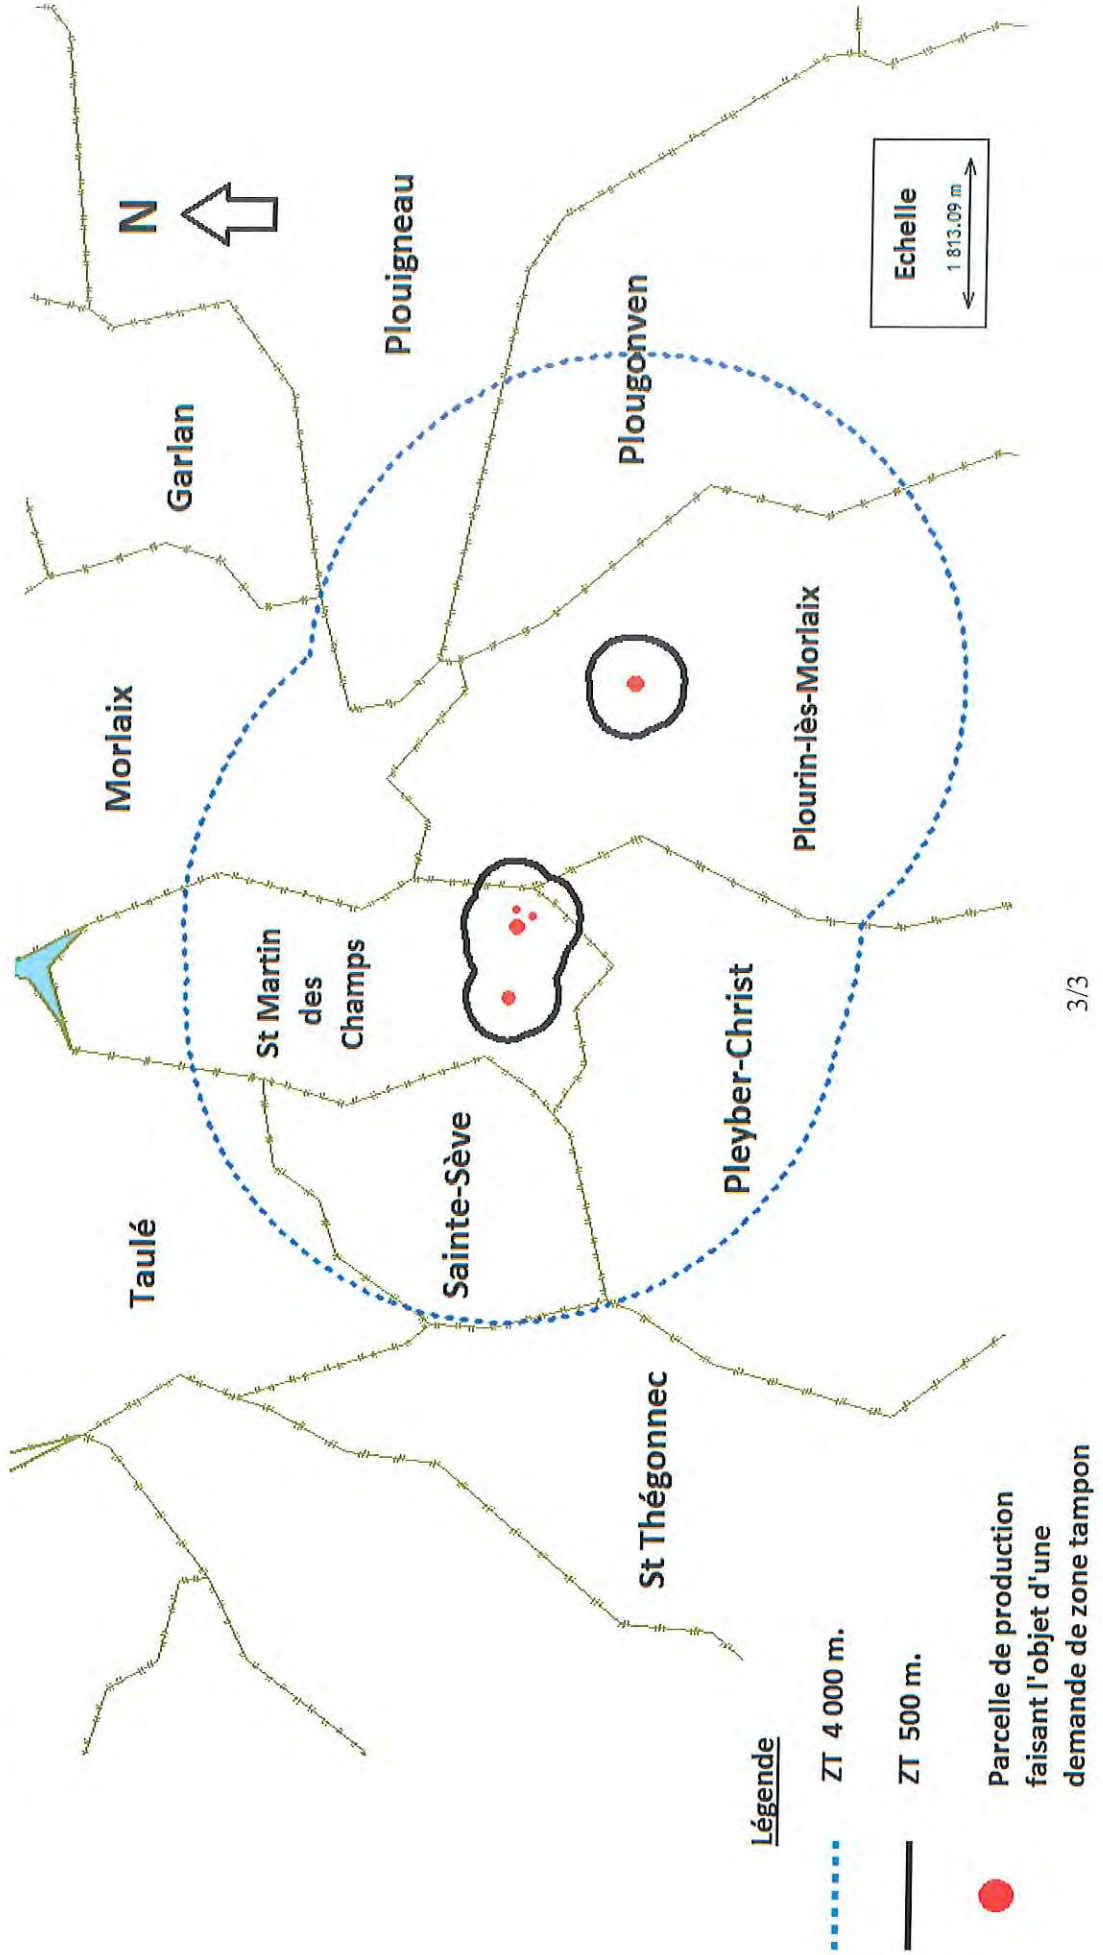 N
Garlan
Morlaix
Taulé
Plouigneau
St Martin
des
Champs
Sainte-Sève
Plougonven
St Thégonnec
Pleyber-Christ
Plourin-lès-Morlaix
Echelle
1 813.09 m
Légende
ZT 4 000 m.
ZT 500 m.
Parcelle de production
faisant l'objet d'une
demande de zone tampon
3/3